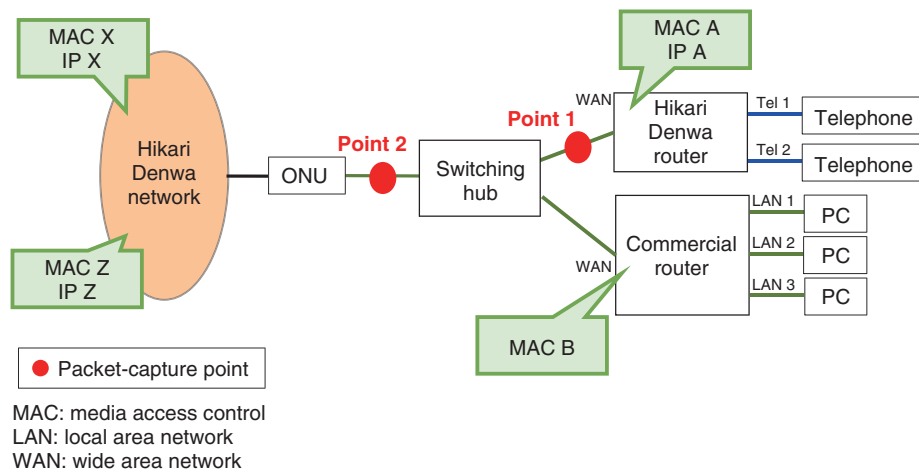 MAC X
IP X
MAC A
IP A
WAN
Hikari
Denwa
router
Tel 1
Telephone
Tel 2
Telephone
Point 1
Point 2
Hikari
Denwa
network
ONU
Switching
hub
MAC Z
IP Z
WAN
Commercial
router
LAN 1
PC
LAN 2
PC
LAN 3
PC
MAC B
Packet-capture point
MAC: media access control
LAN: local area network
WAN: wide area network